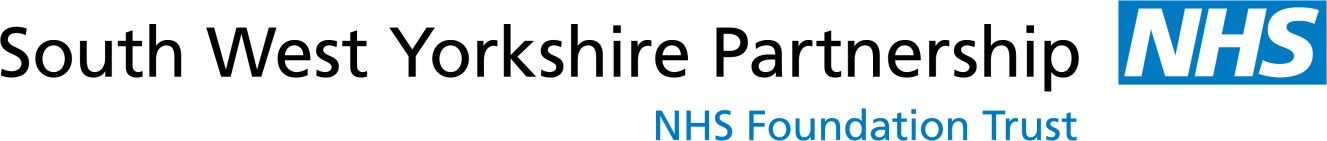 South West Yorkshire Partnership NHS
NHS Foundation Trust